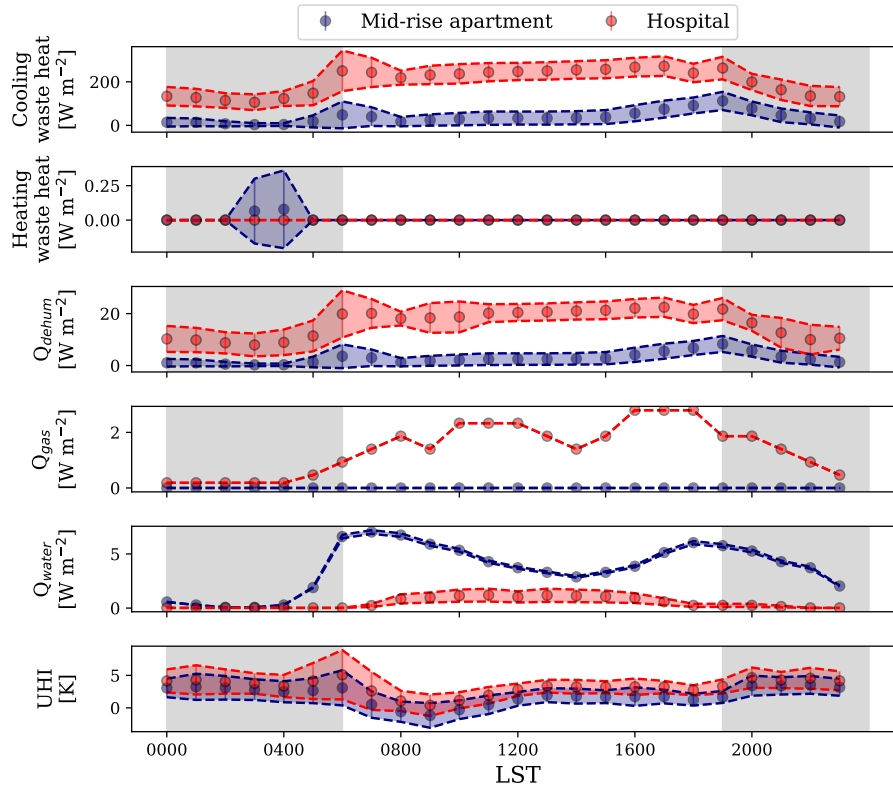 Mid-rise apartment Hospital
Cooling
waste heat
[W m⁻²]
200
0
Heating
waste heat
[W m⁻²]
0.25
0.00
Q_dehum
[W m⁻²]
20
0
Q_gas
[W m⁻²]
2
0
Q_water
[W m⁻²]
5
0
UHI
[K]
5
0
0000 0400 0800 1200 1600 2000
LST